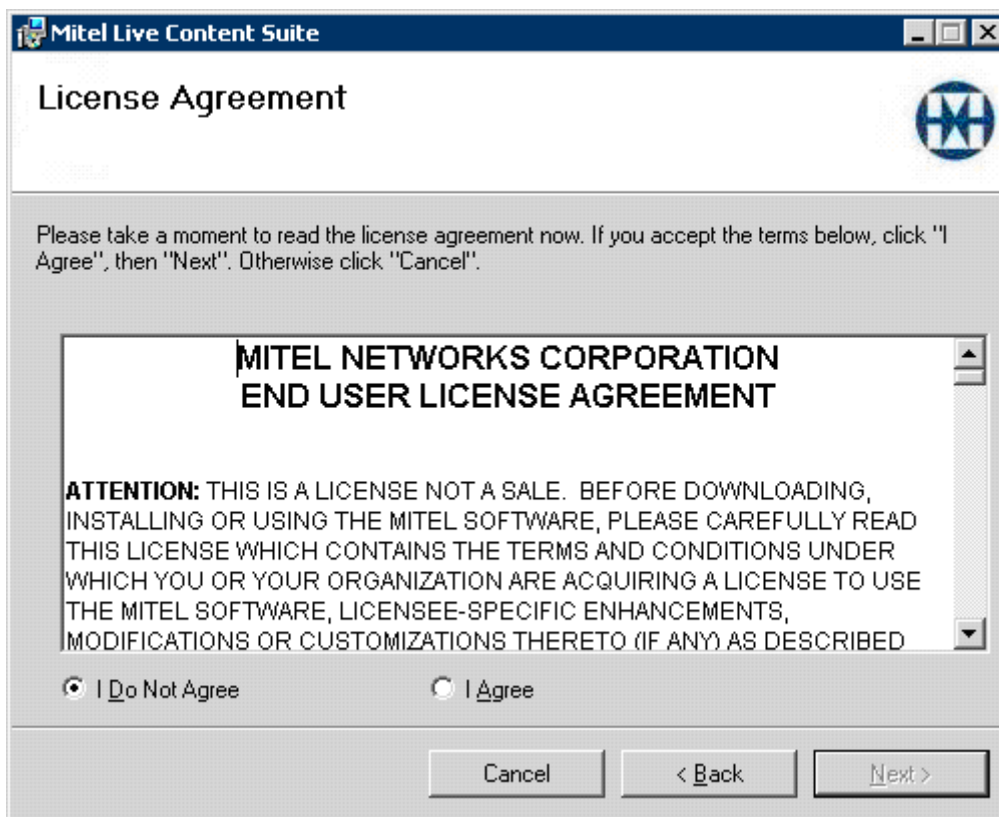 Mitel Live Content Suite
License Agreement
Please take a moment to read the license agreement now. If you accept the terms below, click "I
Agree", then "Next". Otherwise click "Cancel".
MITEL NETWORKS CORPORATION
END USER LICENSE AGREEMENT
ATTENTION: THIS IS A LICENSE NOT A SALE.  BEFORE DOWNLOADING,
INSTALLING OR USING THE MITEL SOFTWARE, PLEASE CAREFULLY READ
THIS LICENSE WHICH CONTAINS THE TERMS AND CONDITIONS UNDER
WHICH YOU OR YOUR ORGANIZATION ARE ACQUIRING A LICENSE TO USE
THE MITEL SOFTWARE, LICENSEE-SPECIFIC ENHANCEMENTS,
MODIFICATIONS OR CUSTOMIZATIONS THERETO (IF ANY) AS DESCRIBED
I Do Not Agree I Agree
Cancel < Back Next >